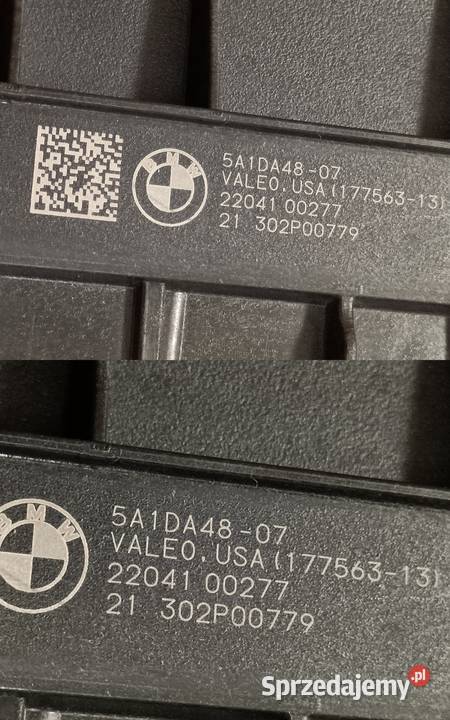 BMW
5A1DA48-07
VALEO.USA(177563-13)
22041 00277
21 302P00779
BMW
5A1DA48-07
VALEO.USA(177563-13)
22041 00277
21 302P00779
Sprzedajemy.pl